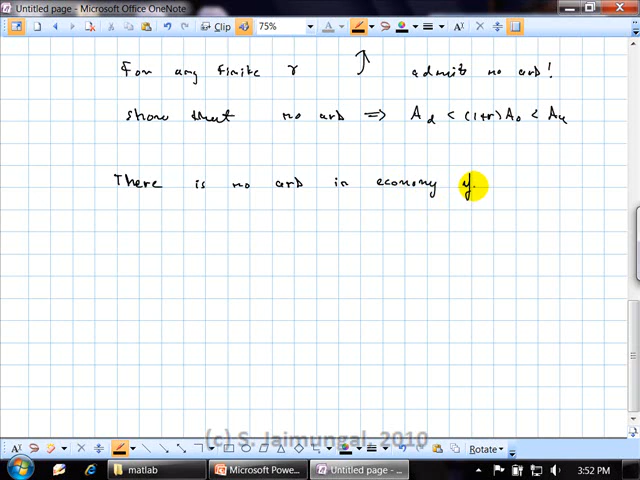 Untitled page - Microsoft Office OneNote
Clip 75%
For any finite r admits no arb!
show that no arb ⇒ A_d < (1+r)A_0 < A_u
There is no arb in economy
(c) S. Jaimungal, 2010
Rotate
matlab Microsoft Powe... Untitled page - ... 3:52 PM